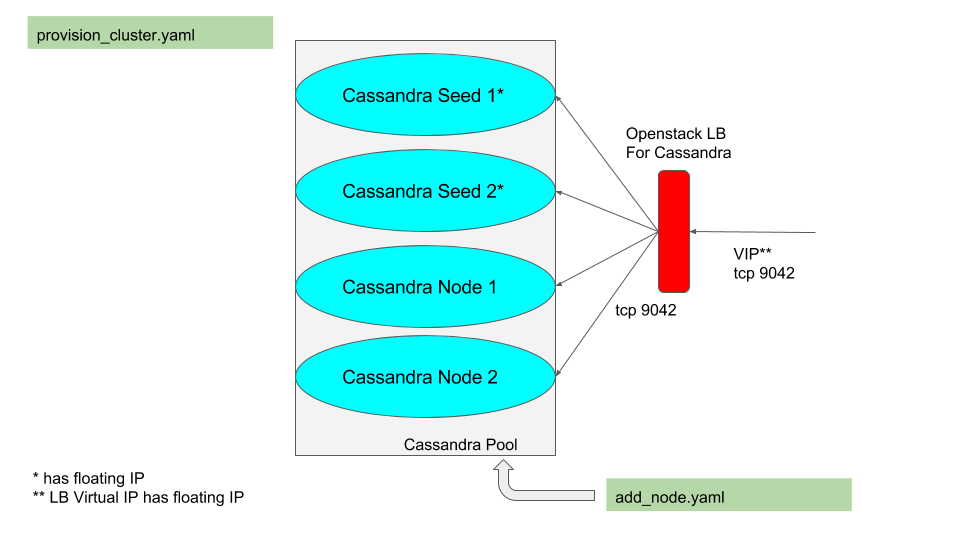 provision_cluster.yaml
Cassandra Seed 1*
Openstack LB
For Cassandra
Cassandra Seed 2*
VIP**
tcp 9042
Cassandra Node 1
tcp 9042
Cassandra Node 2
Cassandra Pool
* has floating IP
** LB Virtual IP has floating IP
add_node.yaml